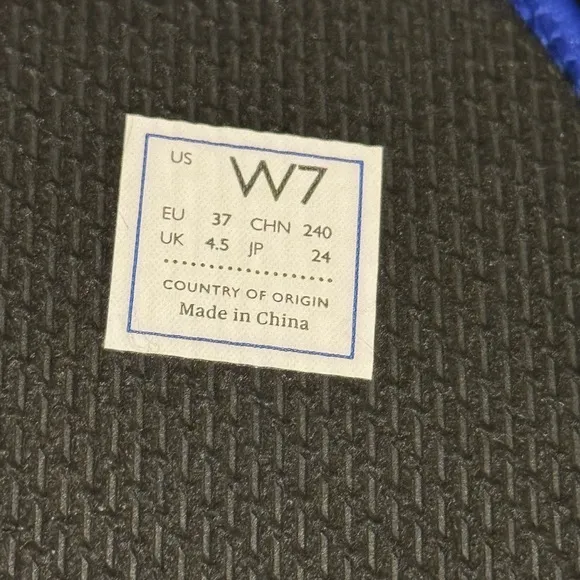 US W7
EU 37 CHN 240
UK 4.5 JP 24
COUNTRY OF ORIGIN
Made in China